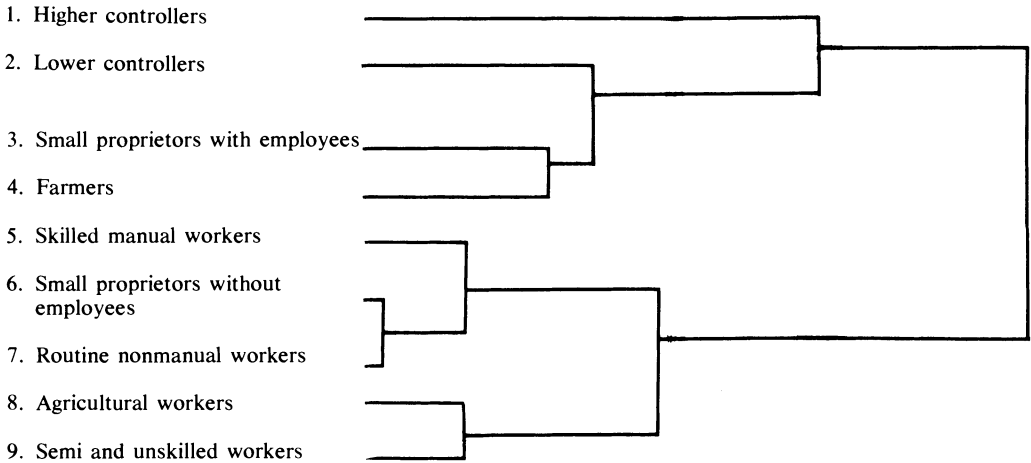 1. Higher controllers
2. Lower controllers
3. Small proprietors with employees
4. Farmers
5. Skilled manual workers
6. Small proprietors without
employees
7. Routine nonmanual workers
8. Agricultural workers
9. Semi and unskilled workers